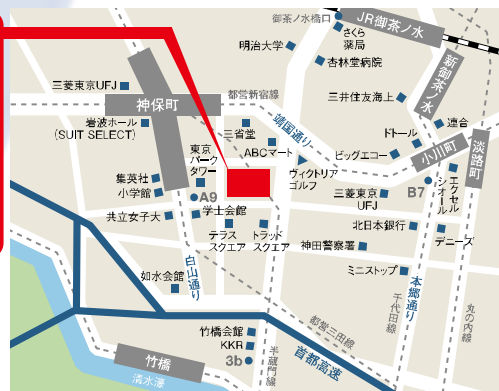 御茶ノ水橋口
JR御茶ノ水
さくら
薬局
明治大学
杏林堂病院
新御茶ノ水
三菱東京UFJ
都営新宿線
三井住友海上
神保町
岩波ホール
(SUIT SELECT)
三省堂
靖国通り
ABCマート
ドトール
連合
小川町
淡路町
ビッグエコー
東京
パーク
タワー
ヴィクトリア
ゴルフ
集英社
小学館
A9
三菱東京
UFJ
B7
エクセル
シオール
共立女子大
学士会館
テラス
スクエア
トラッド
スクエア
北日本銀行
神田警察署
デニーズ
白山通り
如水会館
ミニストップ
本郷通り
千代田線
丸の内線
都営三田線
竹橋会館
KKR
3b
首都高速
半蔵門線
竹橋
清水濠